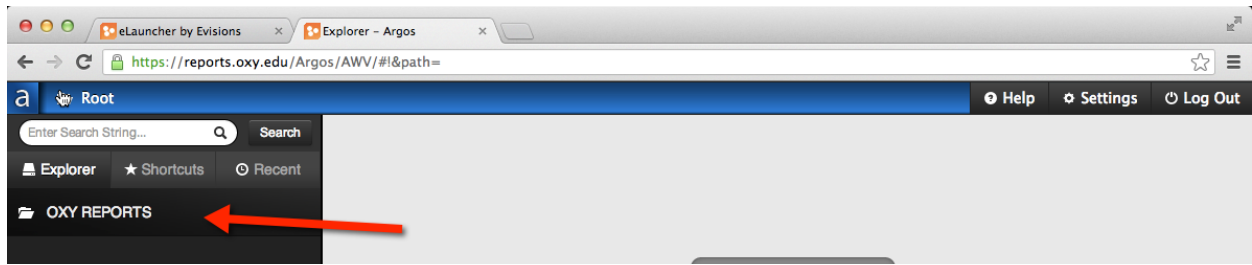 eLauncher by Evisions × Explorer – Argos ×
https://reports.oxy.edu/Argos/AWV/#!&path=
a Root Help Settings Log Out
Enter Search String... Search
Explorer Shortcuts Recent
OXY REPORTS